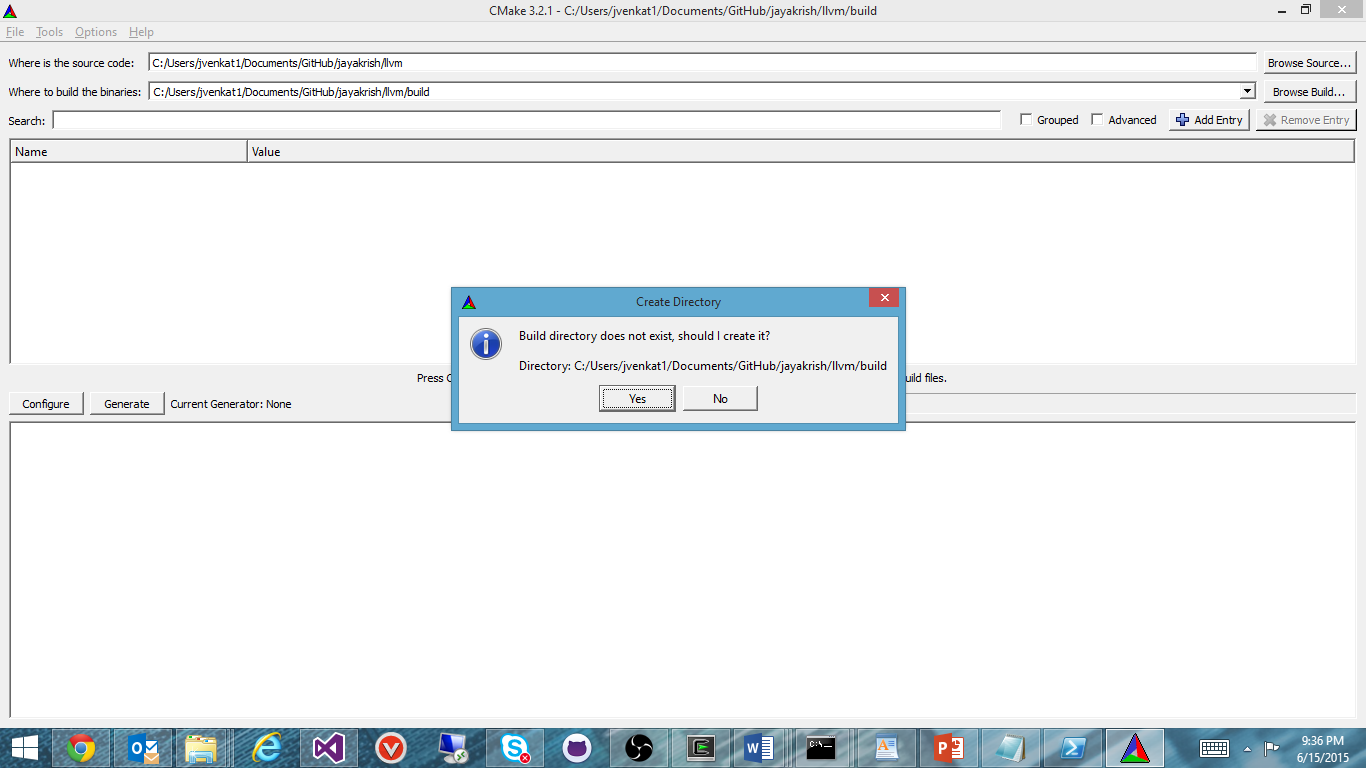 CMake 3.2.1 - C:/Users/jvenkat1/Documents/GitHub/jayakrish/llvm/build
File Tools Options Help
Where is the source code: C:/Users/jvenkat1/Documents/GitHub/jayakrish/llvm Browse Source...
Where to build the binaries: C:/Users/jvenkat1/Documents/GitHub/jayakrish/llvm/build Browse Build...
Search: Grouped Advanced Add Entry Remove Entry
Name Value
Create Directory
Build directory does not exist, should I create it?
Directory: C:/Users/jvenkat1/Documents/GitHub/jayakrish/llvm/build
Yes No
Press uild files.
Configure Generate Current Generator: None
9:36 PM
6/15/2015